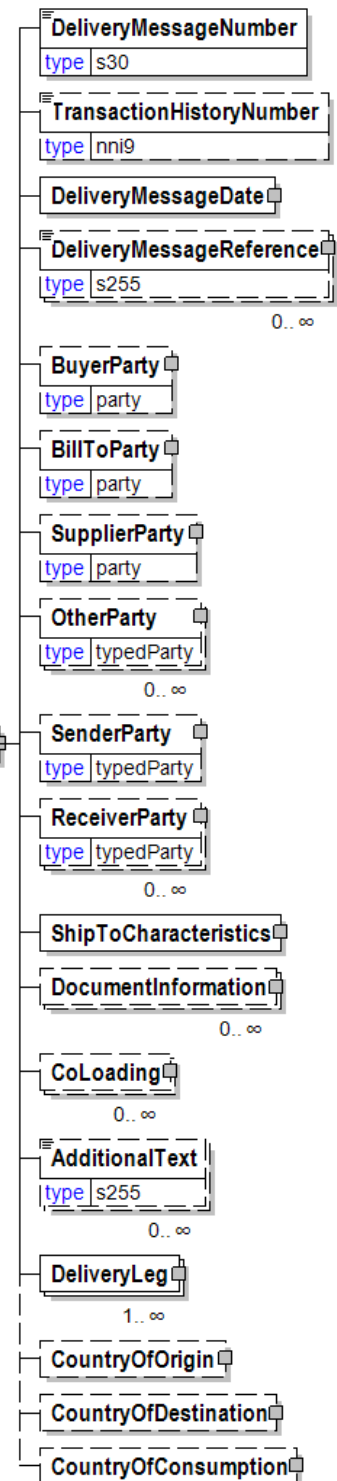 DeliveryMessageNumber
type s30
TransactionHistoryNumber
type nni9
DeliveryMessageDate
DeliveryMessageReference
type s255
0.. ∞
BuyerParty
type party
BillToParty
type party
SupplierParty
type party
OtherParty
type typedParty
0.. ∞
SenderParty
type typedParty
ReceiverParty
type typedParty
0.. ∞
ShipToCharacteristics
DocumentInformation
0.. ∞
CoLoading
0.. ∞
AdditionalText
type s255
0.. ∞
DeliveryLeg
1.. ∞
CountryOfOrigin
CountryOfDestination
CountryOfConsumption